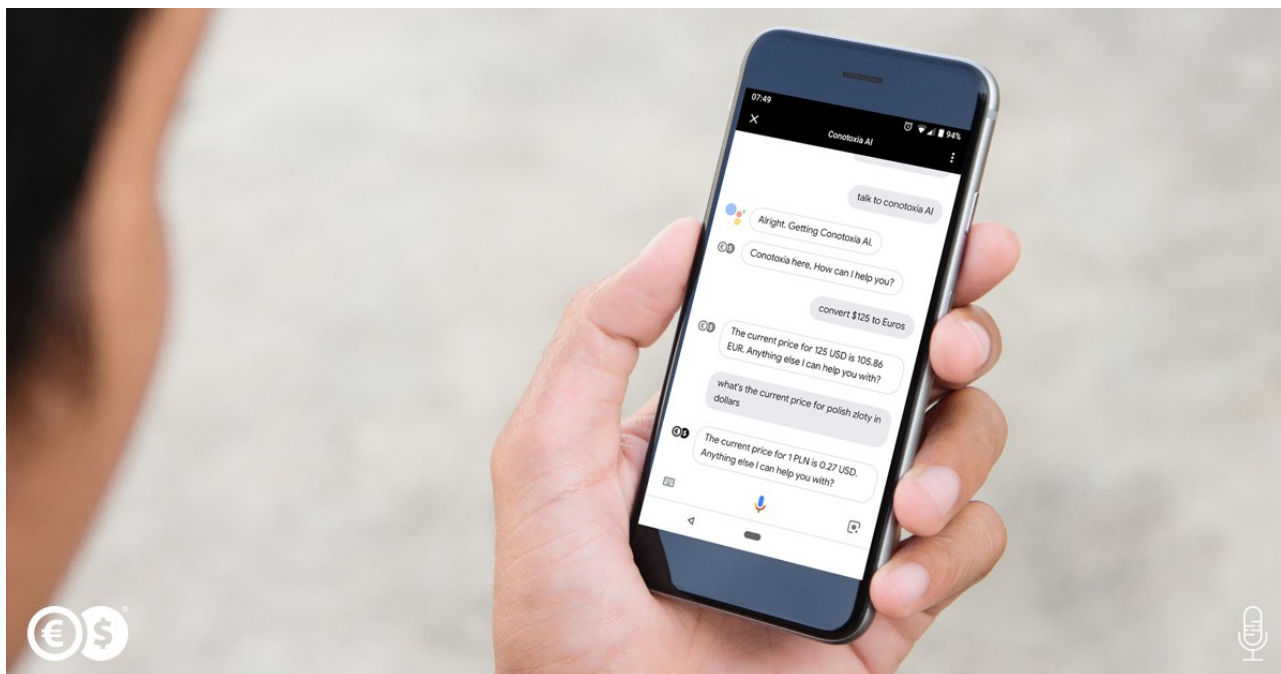 07:49
94%
Conotoxia AI
talk to conotoxia AI
Alright. Getting Conotoxia AI.
Conotoxia here, How can I help you?
convert $125 to Euros
The current price for 125 USD is 105.86
EUR. Anything else I can help you with?
what's the current price for polish zloty in
dollars
The current price for 1 PLN is 0.27 USD.
Anything else I can help you with?
€$